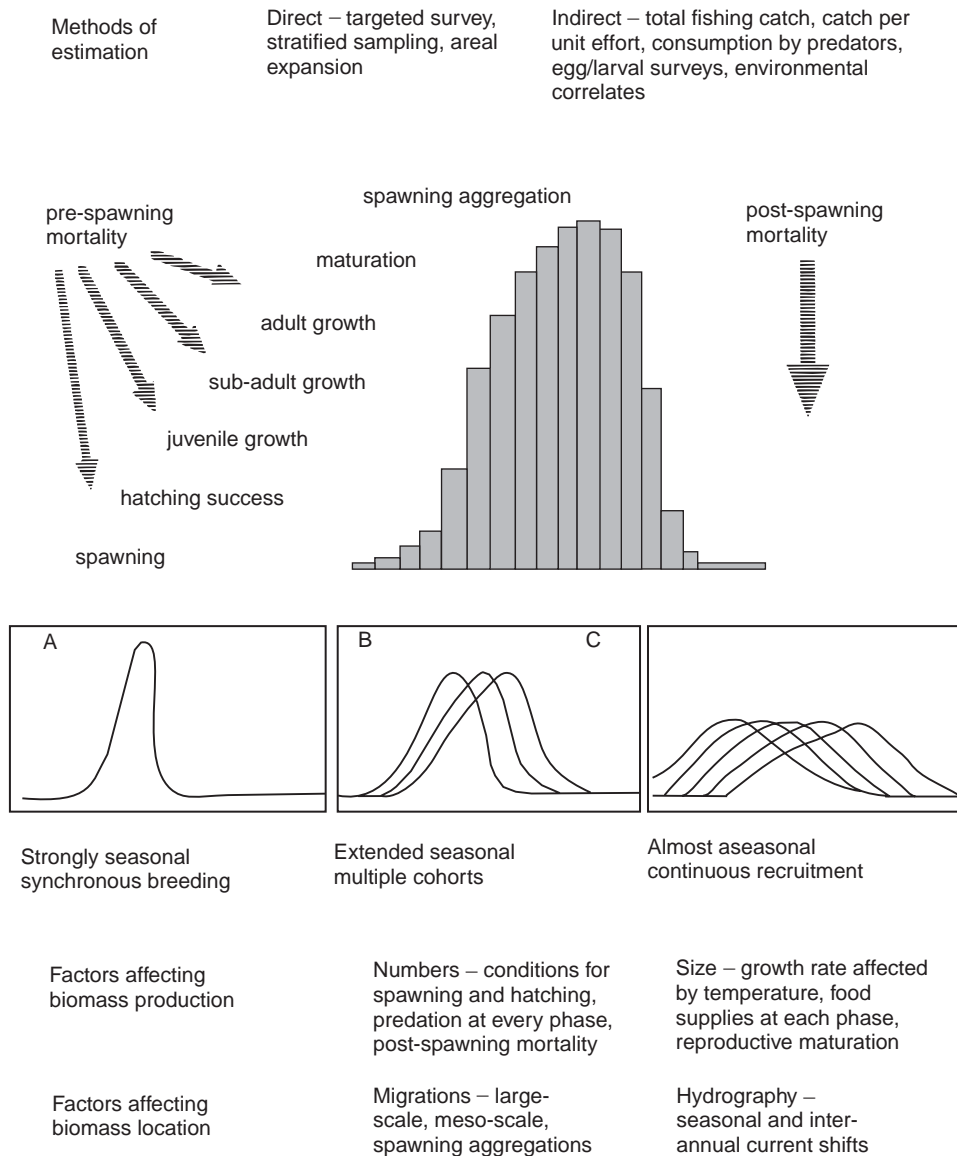 Methods of
estimation
Direct – targeted survey,
stratified sampling, areal
expansion
Indirect – total fishing catch, catch per
unit effort, consumption by predators,
egg/larval surveys, environmental
correlates
pre-spawning
mortality
spawning aggregation
maturation
adult growth
sub-adult growth
juvenile growth
hatching success
spawning
post-spawning
mortality
A
B
C
Strongly seasonal
synchronous breeding
Extended seasonal
multiple cohorts
Almost aseasonal
continuous recruitment
Factors affecting
biomass production
Numbers – conditions for
spawning and hatching,
predation at every phase,
post-spawning mortality
Size – growth rate affected
by temperature, food
supplies at each phase,
reproductive maturation
Factors affecting
biomass location
Migrations – large-
scale, meso-scale,
spawning aggregations
Hydrography –
seasonal and inter-
annual current shifts